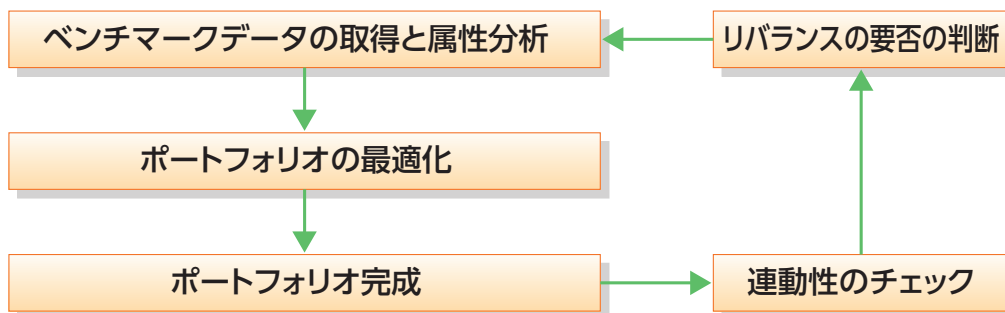 ベンチマークデータの取得と属性分析
リバランスの要否の判断
ポートフォリオの最適化
ポートフォリオ完成
連動性のチェック